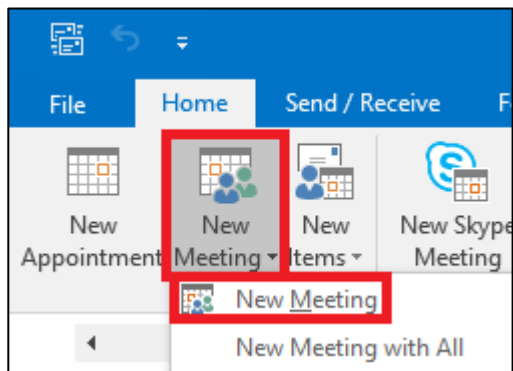 File Home Send / Receive F
New Appointment
New Meeting
New Items
New Skype Meeting
New Meeting
New Meeting with All